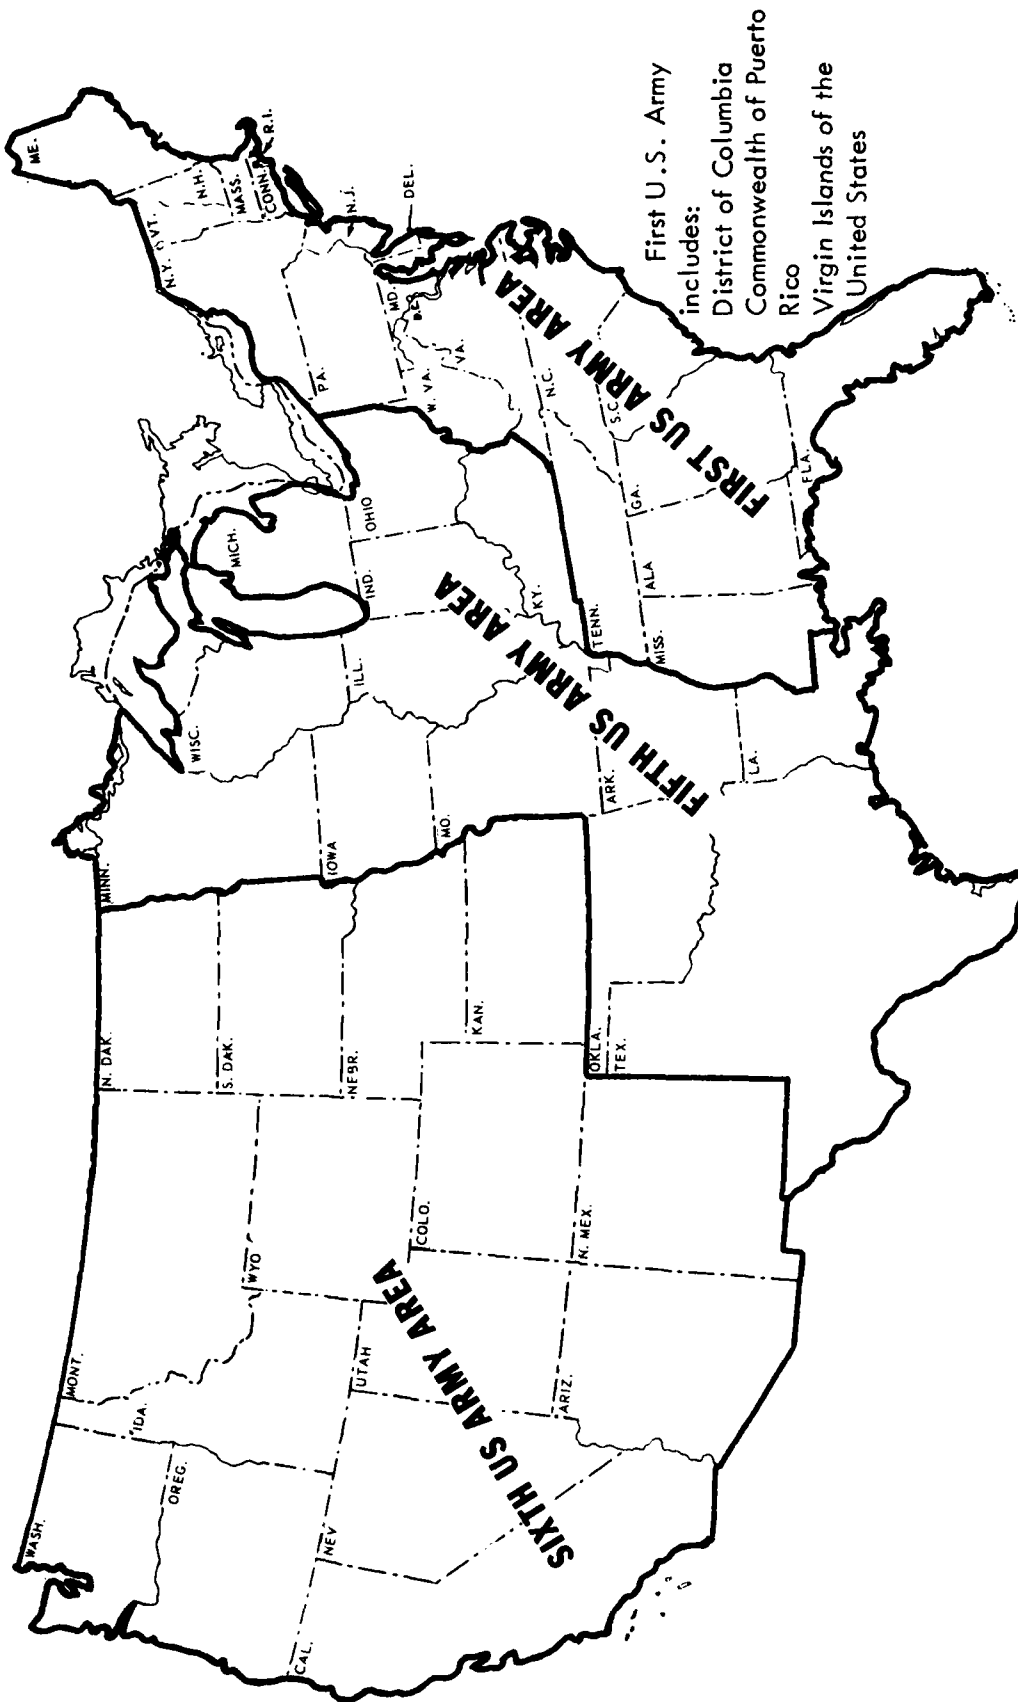 WASH.
MONT.
N. DAK.
MINN.
ME.
IDA.
OREG.
WYO
S. DAK.
WISC.
MICH.
N.Y.
VT.
N.H.
MASS.
CONN.
R.I.
CAL.
NEV
UTAH
COLO.
NEBR.
IOWA
ILL.
IND.
OHIO
PA.
N.J.
MD.
DEL.
KAN.
MO.
KY.
W. VA.
VA.
ARIZ.
N. MEX.
OKLA.
TEX.
ARK.
TENN.
N.C.
S.C.
MISS.
ALA
GA.
LA.
FLA.
SIXTH US ARMY AREA
FIFTH US ARMY AREA
FIRST US ARMY AREA
First U.S. Army
includes:
District of Columbia
Commonwealth of Puerto
Rico
Virgin Islands of the
United States